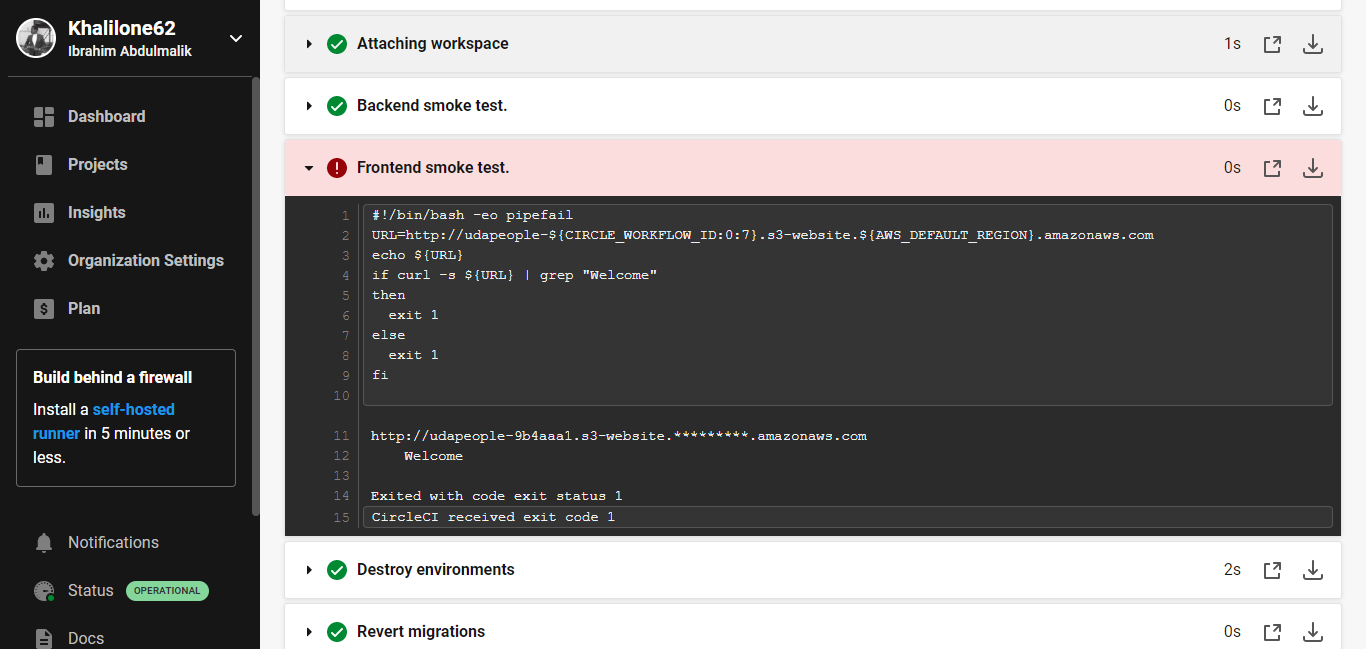 Khalilone62
Ibrahim Abdulmalik
Dashboard
Projects
Insights
Organization Settings
Plan
Build behind a firewall
Install a self-hosted
runner in 5 minutes or
less.
Notifications
Status OPERATIONAL
Docs
Attaching workspace 1s
Backend smoke test. 0s
Frontend smoke test. 0s
1 #!/bin/bash -eo pipefail
2 URL=http://udapeople-${CIRCLE_WORKFLOW_ID:0:7}.s3-website.${AWS_DEFAULT_REGION}.amazonaws.com
3 echo ${URL}
4 if curl -s ${URL} | grep "Welcome"
5 then
6   exit 1
7 else
8   exit 1
9 fi
10
11 http://udapeople-9b4aaa1.s3-website.*********.amazonaws.com
12     Welcome
13
14 Exited with code exit status 1
15 CircleCI received exit code 1
Destroy environments 2s
Revert migrations 0s